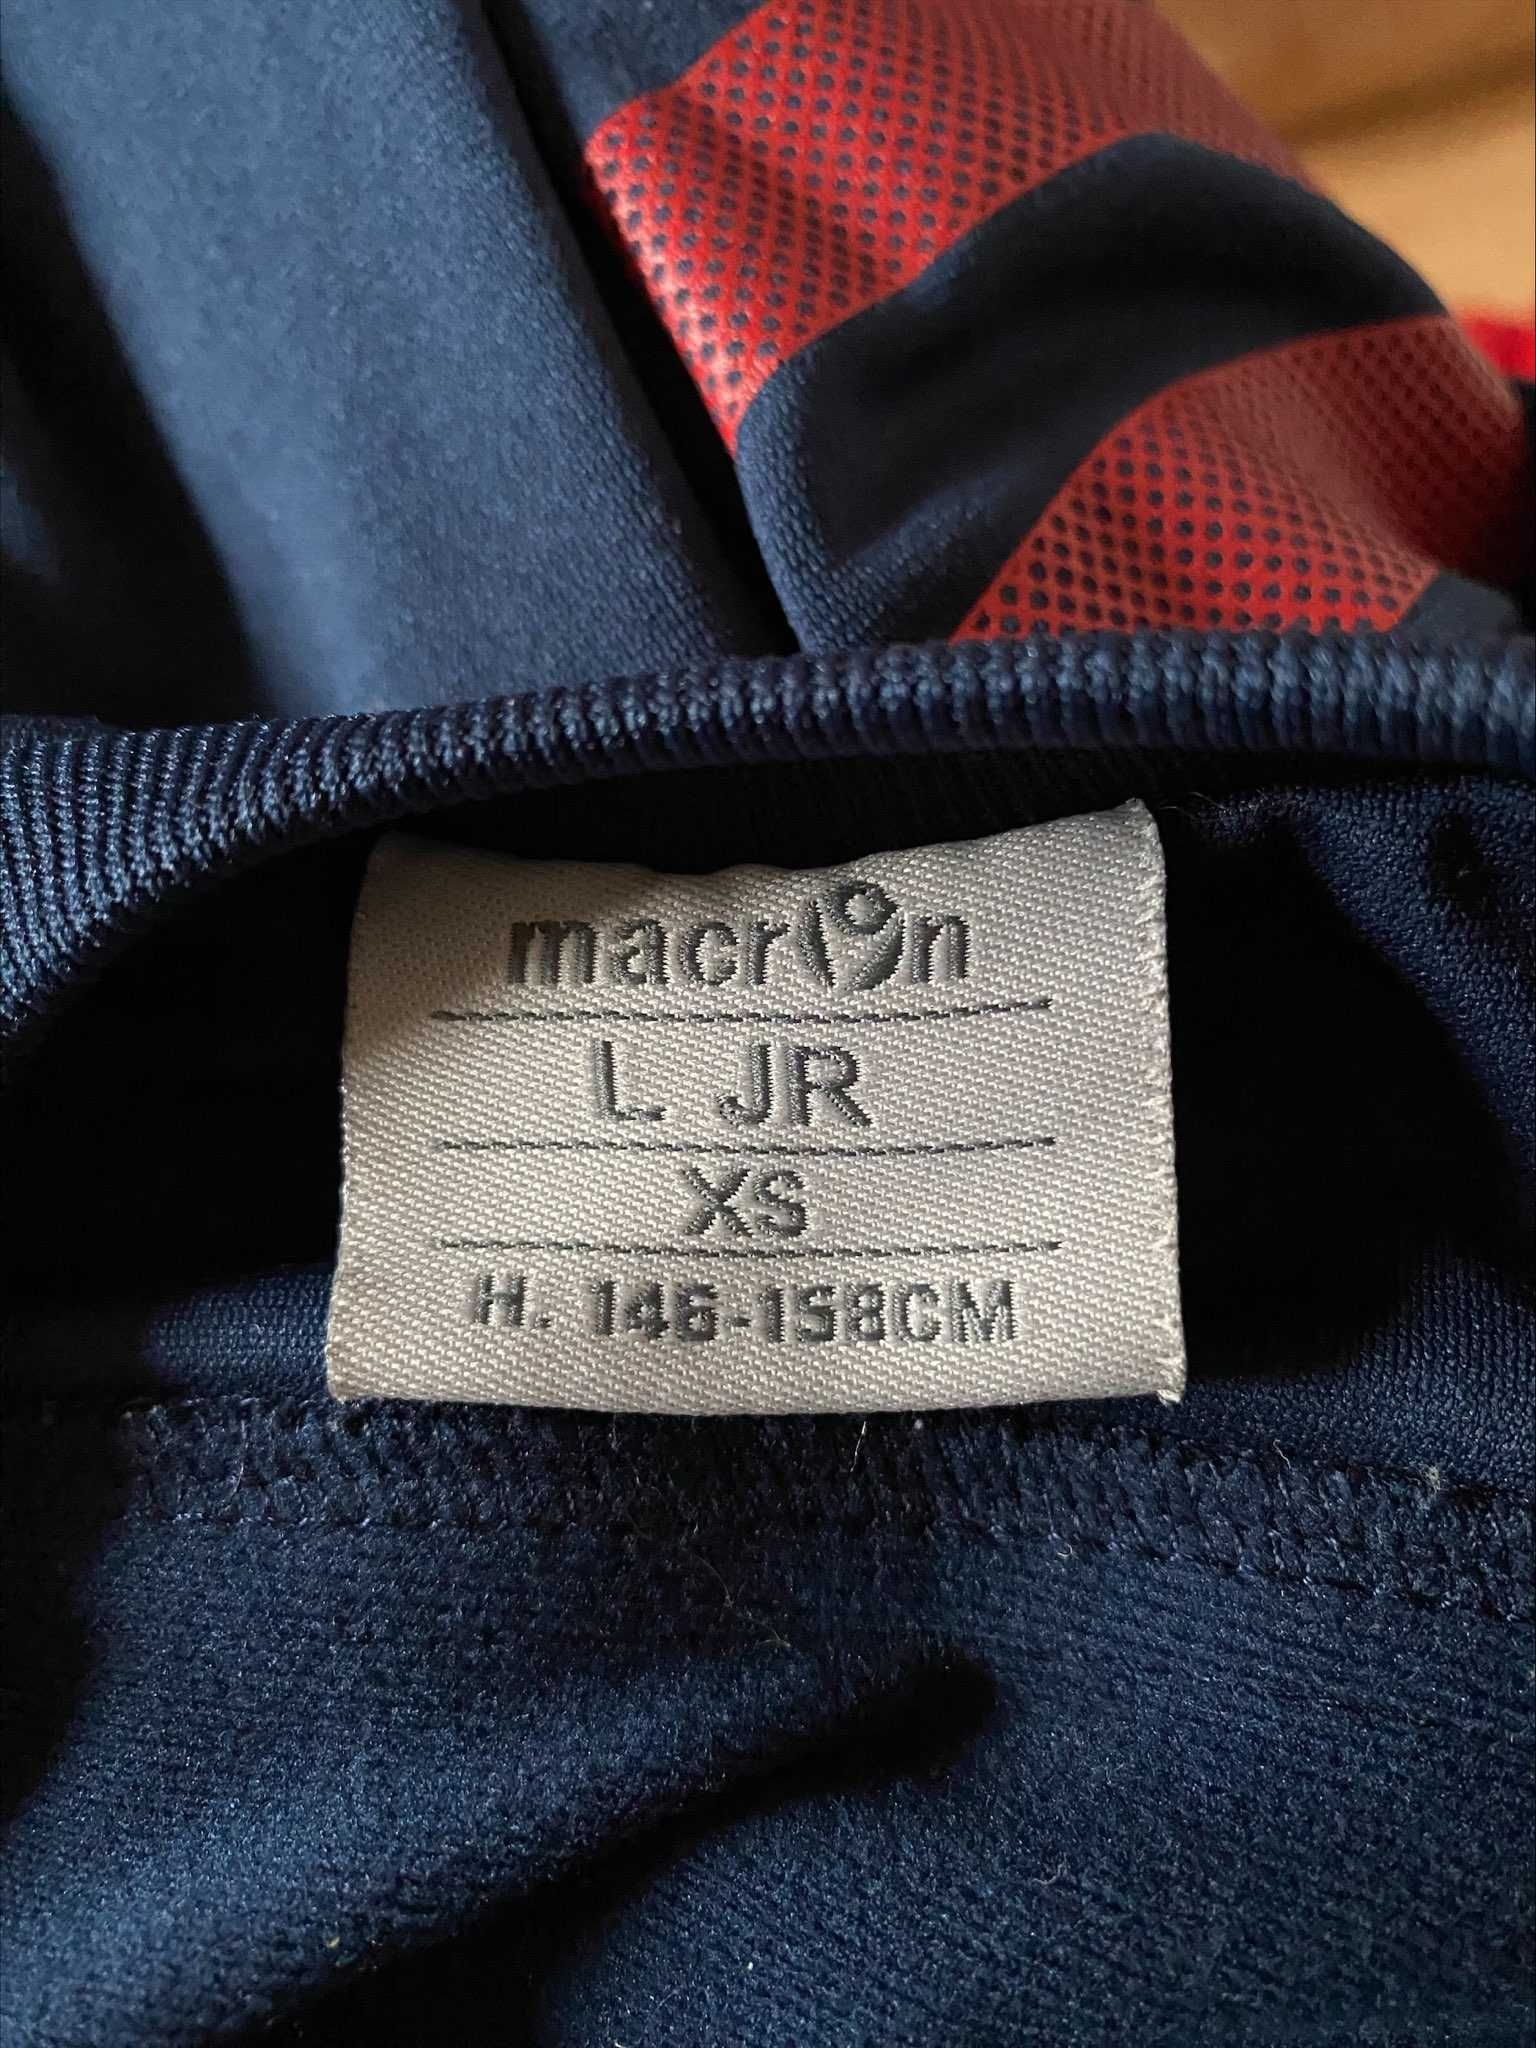 macron
L JR
XS
H. 146-158CM